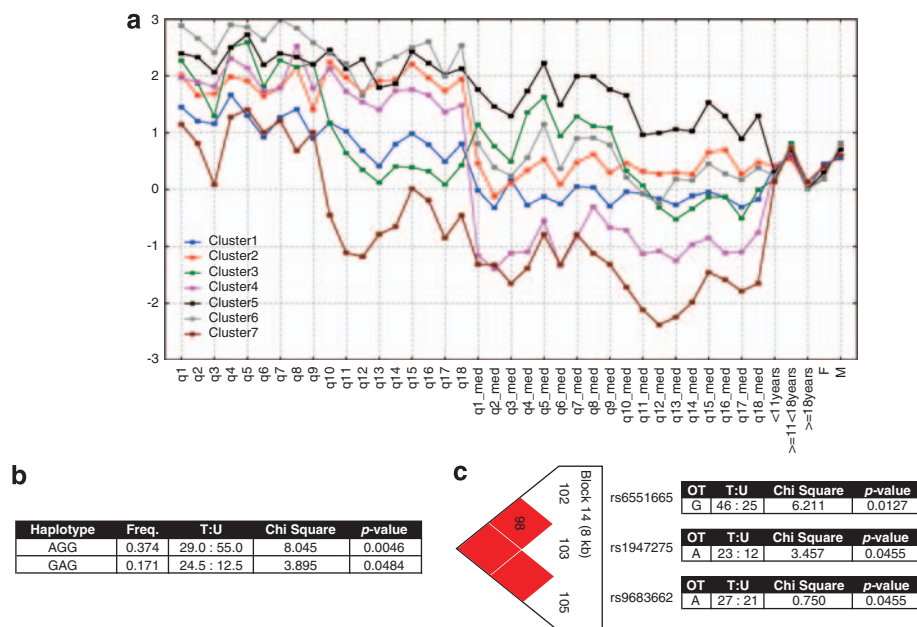 a
3
2
1
0
-1
-2
-3
Cluster1
Cluster2
Cluster3
Cluster4
Cluster5
Cluster6
Cluster7
q1
q2
q3
q4
q5
q6
q7
q8
q9
q10
q11
q12
q13
q14
q15
q16
q17
q18
q1_med
q2_med
q3_med
q4_med
q5_med
q6_med
q7_med
q8_med
q9_med
q10_med
q11_med
q12_med
q13_med
q14_med
q15_med
q16_med
q17_med
q18_med
<11years
>=11<18years
>=18years
F
M
b
Haplotype Freq. T:U Chi Square p-value
AGG 0.374 29.0 : 55.0 8.045 0.0046
GAG 0.171 24.5 : 12.5 3.895 0.0484
c
Block 14 (8 kb)
102
103
105
98
rs6551665
OT T:U Chi Square p-value
G 46 : 25 6.211 0.0127
rs1947275
OT T:U Chi Square p-value
A 23 : 12 3.457 0.0455
rs9683662
OT T:U Chi Square p-value
A 27 : 21 0.750 0.0455